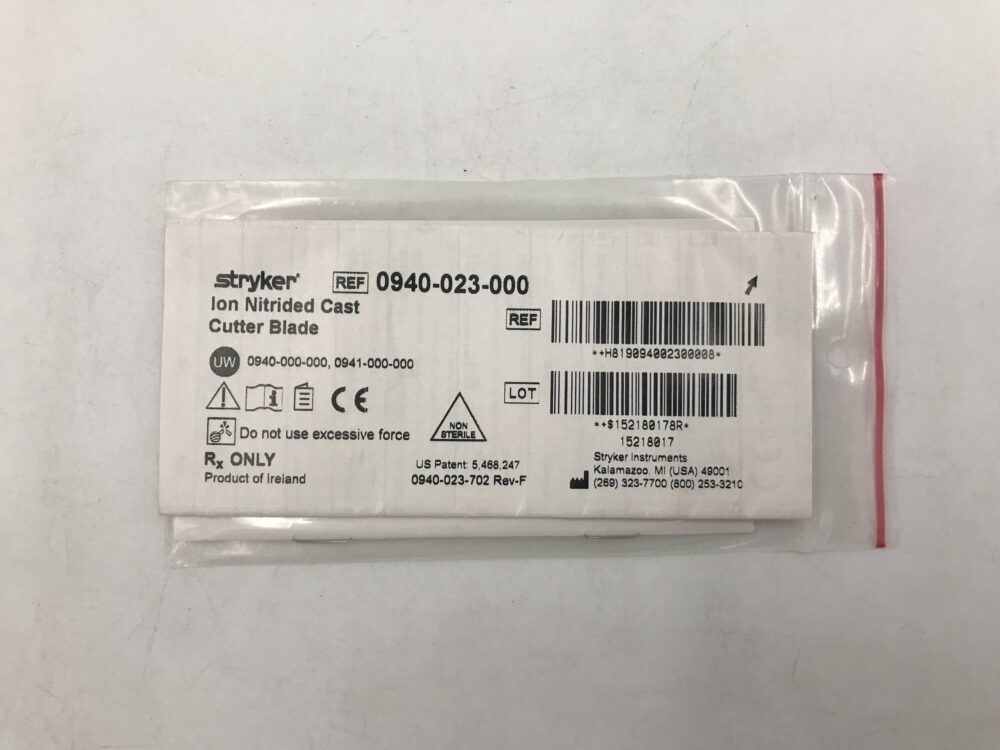 stryker® REF 0940-023-000
Ion Nitrided Cast
Cutter Blade
UW 0940-000-000, 0941-000-000
CE
Do not use excessive force
Rx ONLY
Product of Ireland
NON
STERILE
US Patent: 5,468,247
0940-023-702 Rev-F
REF
*+H819094002300008*
LOT
*+$152180178R*
15218017
Stryker Instruments
Kalamazoo, MI (USA) 49001
(269) 323-7700 (800) 253-3210